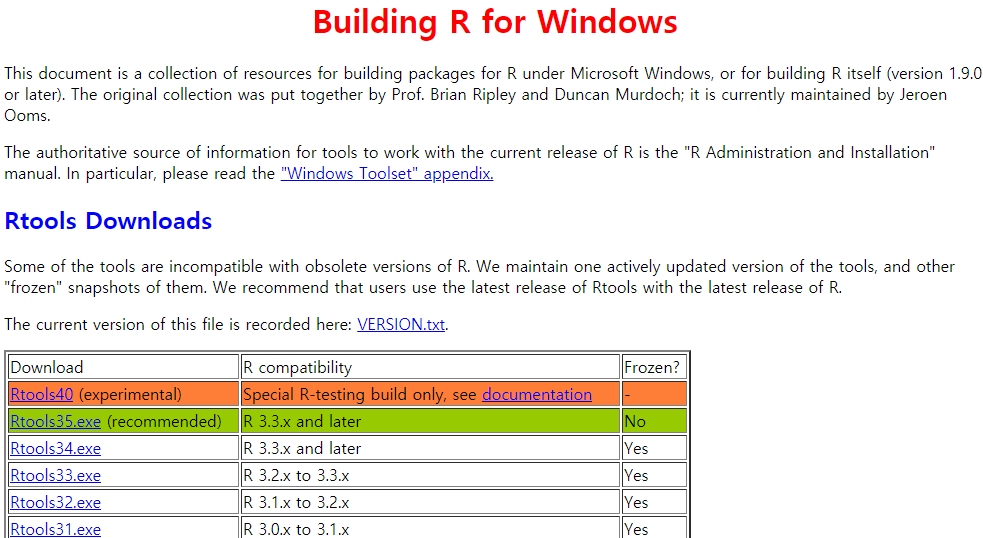 Building R for Windows
This document is a collection of resources for building packages for R under Microsoft Windows, or for building R itself (version 1.9.0
or later). The original collection was put together by Prof. Brian Ripley and Duncan Murdoch; it is currently maintained by Jeroen
Ooms.
The authoritative source of information for tools to work with the current release of R is the "R Administration and Installation"
manual. In particular, please read the "Windows Toolset" appendix.
Rtools Downloads
Some of the tools are incompatible with obsolete versions of R. We maintain one actively updated version of the tools, and other
"frozen" snapshots of them. We recommend that users use the latest release of Rtools with the latest release of R.
The current version of this file is recorded here: VERSION.txt.
Download R compatibility Frozen?
Rtools40 (experimental) Special R-testing build only, see documentation -
Rtools35.exe (recommended) R 3.3.x and later No
Rtools34.exe R 3.3.x and later Yes
Rtools33.exe R 3.2.x to 3.3.x Yes
Rtools32.exe R 3.1.x to 3.2.x Yes
Rtools31.exe R 3.0.x to 3.1.x Yes